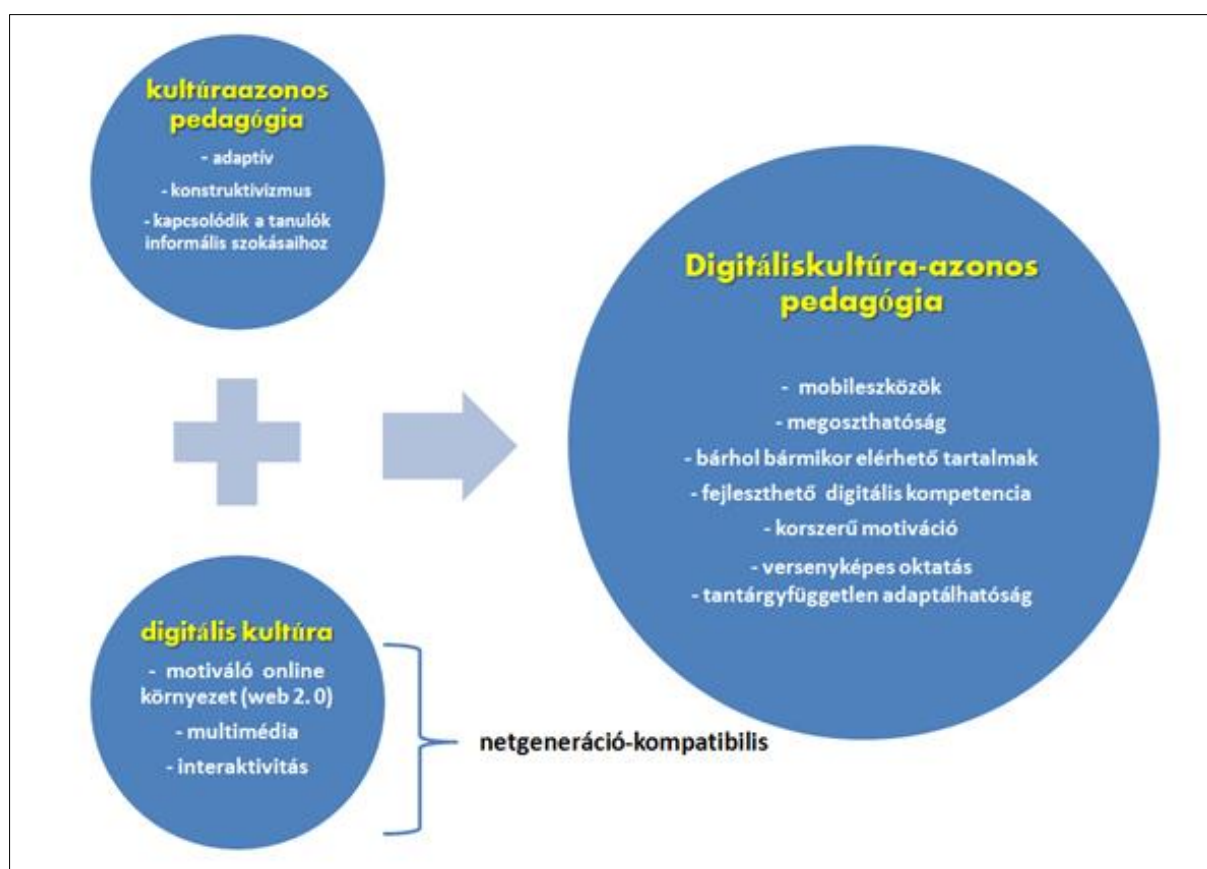 kultúraazonos
pedagógia
- adaptív
- konstruktivizmus
- kapcsolódik a tanulók
informális szokásaihoz
digitális kultúra
- motiváló online
környezet (web 2. 0)
- multimédia
- interaktivitás
netgeneráció-kompatibilis
Digitáliskultúra-azonos
pedagógia
- mobileszközök
- megoszthatóság
- bárhol bármikor elérhető tartalmak
- fejleszthető digitális kompetencia
- korszerű motiváció
- versenyképes oktatás
- tantárgyfüggetlen adaptálhatóság